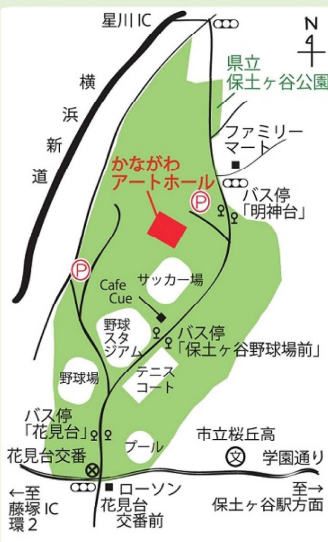 星川IC
N
県立
保土ヶ谷公園
横浜新道
ファミリー
マート
かながわ
アートホール
P
バス停
「明神台」
P
サッカー場
Cafe
Cue
野球
スタ
ジアム
バス停
「保土ヶ谷野球場前」
テニス
コート
野球場
バス停
「花見台」
プール
花見台交番
市立桜丘高
文
学園通り
←至
藤塚IC
環2
ローソン
花見台
交番前
→至
保土ヶ谷駅方面